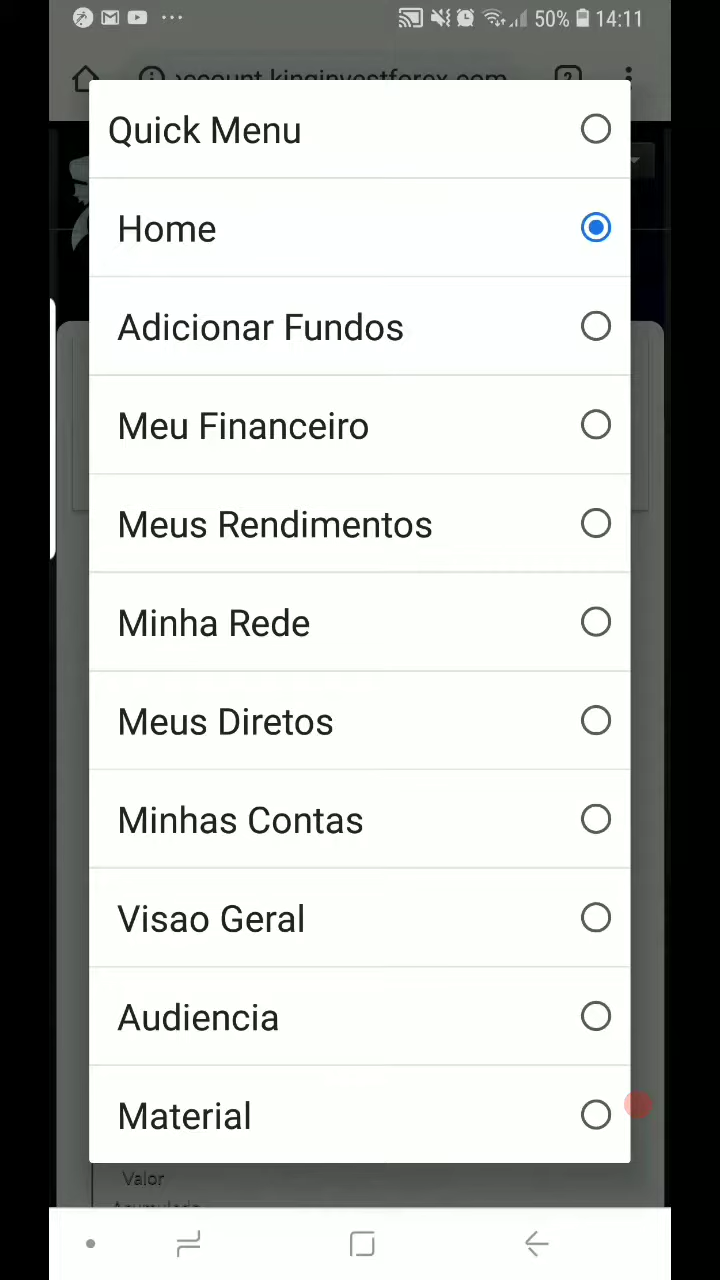 50% 14:11
account.kinginvestforex.com 2
Quick Menu
Home
Adicionar Fundos
Meu Financeiro
Meus Rendimentos
Minha Rede
Meus Diretos
Minhas Contas
Visao Geral
Audiencia
Material
Valor